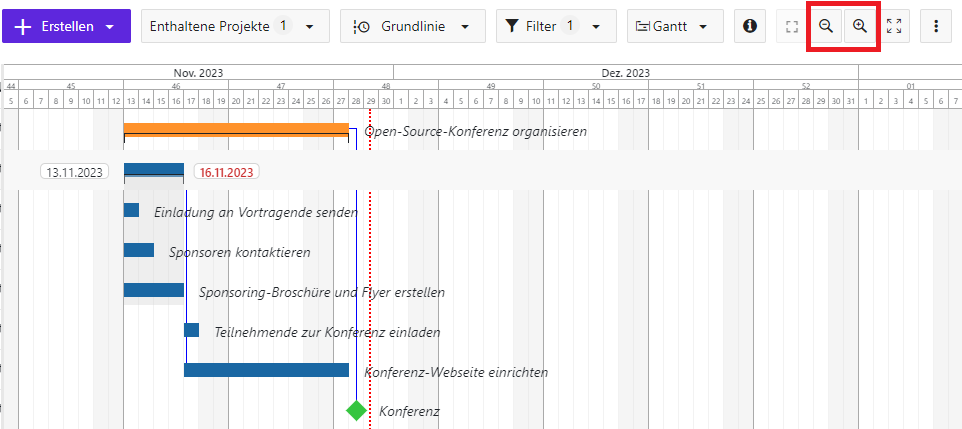 Erstellen Enthaltene Projekte 1 Grundlinie Filter 1 Gantt
Nov. 2023 Dez. 2023
44 45 46 47 48 49 50 51 52 01
5 6 7 8 9 10 11 12 13 14 15 16 17 18 19 20 21 22 23 24 25 26 27 28 29 30 1 2 3 4 5 6 7 8 9 10 11 12 13 14 15 16 17 18 19 20 21 22 23 24 25 26 27 28 29 30 31 1 2 3 4 5 6 7
Open-Source-Konferenz organisieren
13.11.2023 16.11.2023
Einladung an Vortragende senden
Sponsoren kontaktieren
Sponsoring-Broschüre und Flyer erstellen
Teilnehmende zur Konferenz einladen
Konferenz-Webseite einrichten
Konferenz